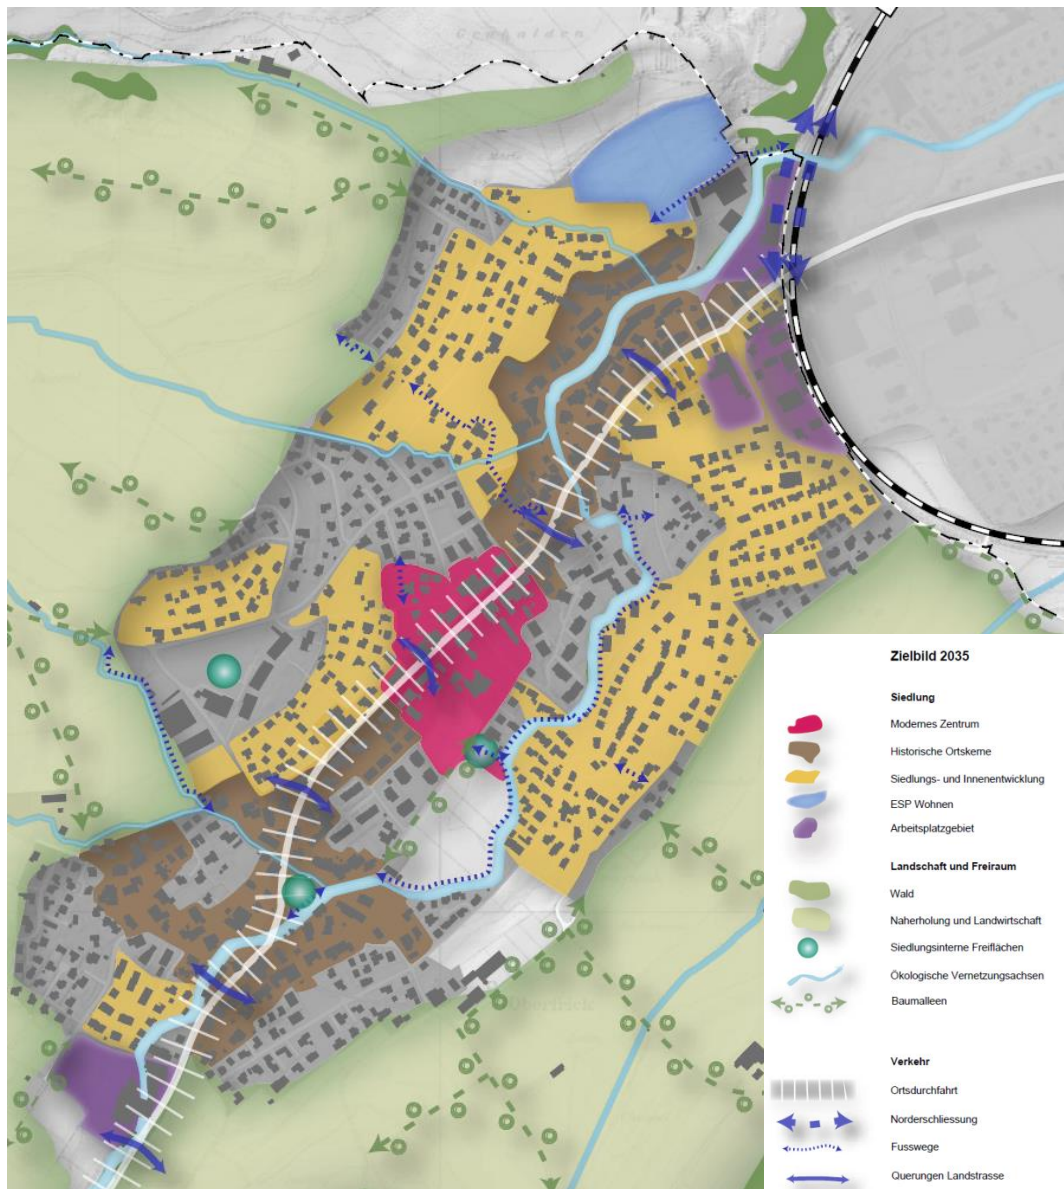 Oberfrick
Zielbild 2035
Siedlung
Modernes Zentrum
Historische Ortskerne
Siedlungs- und Innenentwicklung
ESP Wohnen
Arbeitsplatzgebiet
Landschaft und Freiraum
Wald
Naherholung und Landwirtschaft
Siedlungsinterne Freiflächen
Ökologische Vernetzungsachsen
Baumalleen
Verkehr
Ortsdurchfahrt
Norderschliessung
Fusswege
Querungen Landstrasse